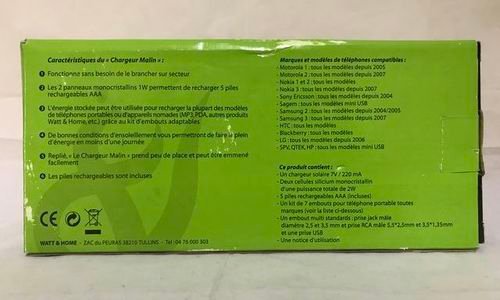 Caractéristiques du « Chargeur Malin » :
1 Fonctionne sans besoin de le brancher sur secteur
2 Les 2 panneaux monocristallins 1W permettent de recharger 5 piles
rechargeables AAA
3 L'énergie stockée peut être utilisée pour recharger la plupart des modèles
de téléphones portables ou d'appareils nomades (MP3, PDA, autres produits
Watt & Home, etc.) grâce au kit d'embouts adaptables.
4 De bonnes conditions d'ensoleillement vous permettront de faire le plein
d'énergie en moins d'une journée
5 Replié, « Le Chargeur Malin » prend peu de place et peut être emmené
facilement
6 Les piles rechargeables sont incluses
CE
WATT & HOME - ZAC du PEURAS 38210 TULLINS - Tel 04 76 000 303
Marques et modèles de téléphones compatibles :
- Motorola 1 : tous les modèles depuis 2005
- Motorola 2 : tous les modèles depuis 2007
- Nokia 1 et 2 : tous les modèles
- Nokia 3 : tous les modèles depuis 2007
- Sony Ericsson : tous les modèles depuis 2004
- Sagem : tous les modèles mini USB
- Samsung 2 : tous les modèles depuis 2004/2005
- Samsung 3 : tous les modèles depuis 2007
- HTC : tous les modèles
- Blackberry : tous les modèles
- LG : tous les modèles depuis 2006
- SPV, QTEK, HP : tous les modèles mini USB
Ce produit contient :
- Un chargeur solaire 7V / 220 mA
- Deux cellules silicium monocristallin
d'une puissance totale de 2W
- 5 piles rechargeables AAA (incluses)
- Un kit de 7 embouts pour téléphone portable toutes
marques (voir la liste ci-dessous)
- Un embout multi standards : prise jack mâle
diamètre 2,5 et 3,5 mm et prise RCA mâle 5,5*2,5mm et 3,5*1,35mm
et une prise USB
- Une notice d'utilisation